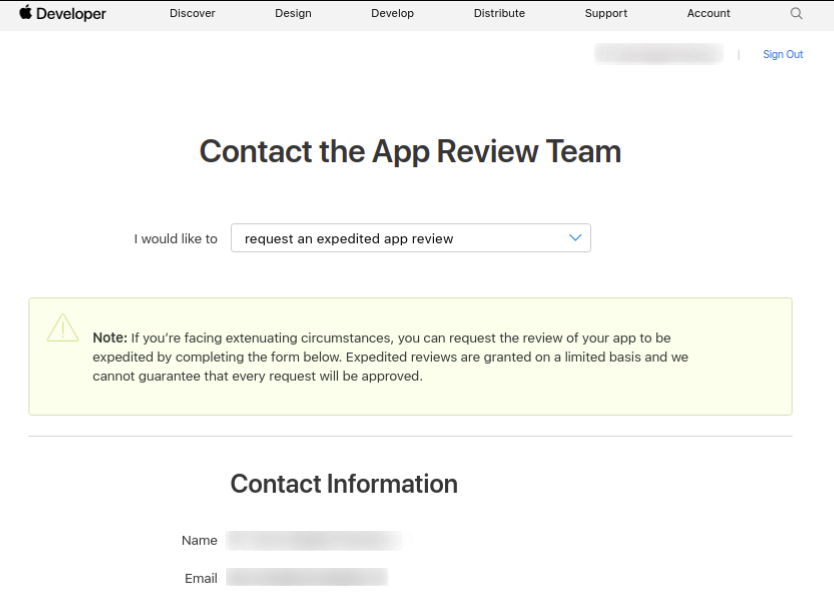 Developer Discover Design Develop Distribute Support Account
Sign Out
Contact the App Review Team
I would like to request an expedited app review
Note: If you’re facing extenuating circumstances, you can request the review of your app to be
expedited by completing the form below. Expedited reviews are granted on a limited basis and we
cannot guarantee that every request will be approved.
Contact Information
Name
Email